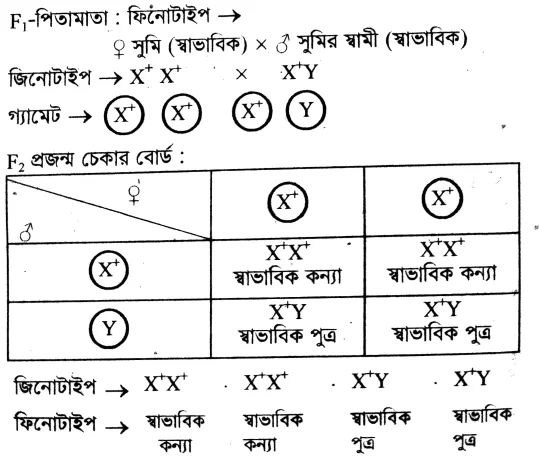 F₁-পিতামাতা : ফিনোটাইপ →
♀ সুমি (স্বাভাবিক) × ♂ সুমির স্বামী (স্বাভাবিক)
জিনোটাইপ → X⁺ X⁺ × X⁺Y
গ্যামেট → X⁺ X⁺ X⁺ Y
F₂ প্রজন্ম চেকার বোর্ড :
♀ X⁺ X⁺
♂
X⁺ X⁺X⁺ X⁺X⁺
স্বাভাবিক কন্যা স্বাভাবিক কন্যা
Y X⁺Y X⁺Y
স্বাভাবিক পুত্র স্বাভাবিক পুত্র
জিনোটাইপ → X⁺X⁺ . X⁺X⁺ . X⁺Y . X⁺Y
ফিনোটাইপ → স্বাভাবিক স্বাভাবিক স্বাভাবিক স্বাভাবিক
কন্যা কন্যা পুত্র পুত্র